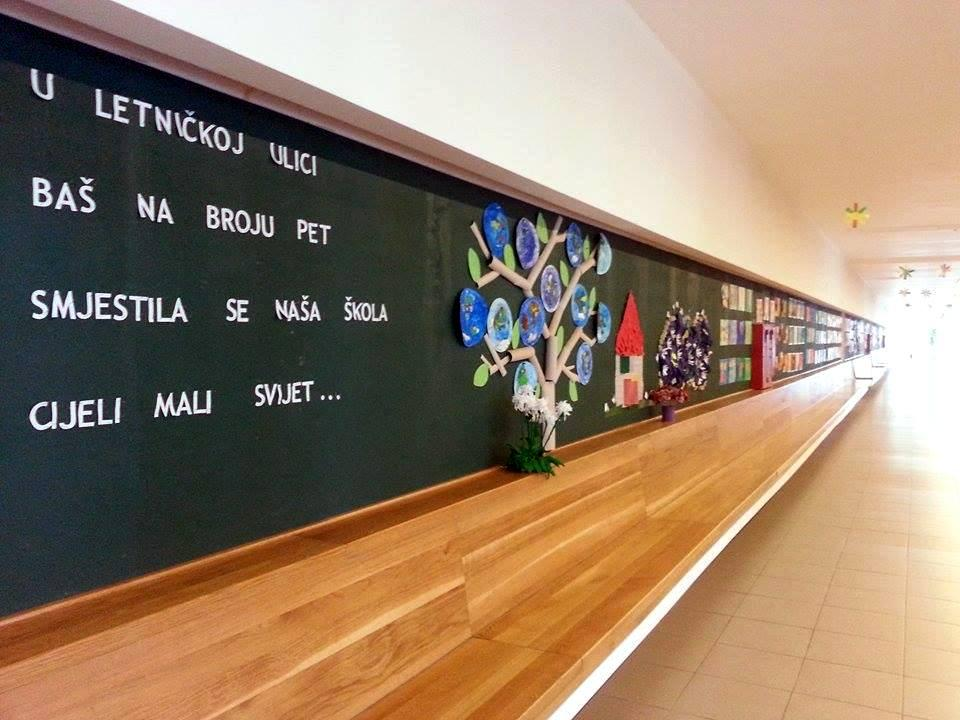 U LETNIČKOJ ULICI
BAŠ NA BROJU PET
SMJESTILA SE NAŠA ŠKOLA
CIJELI MALI SVIJET...